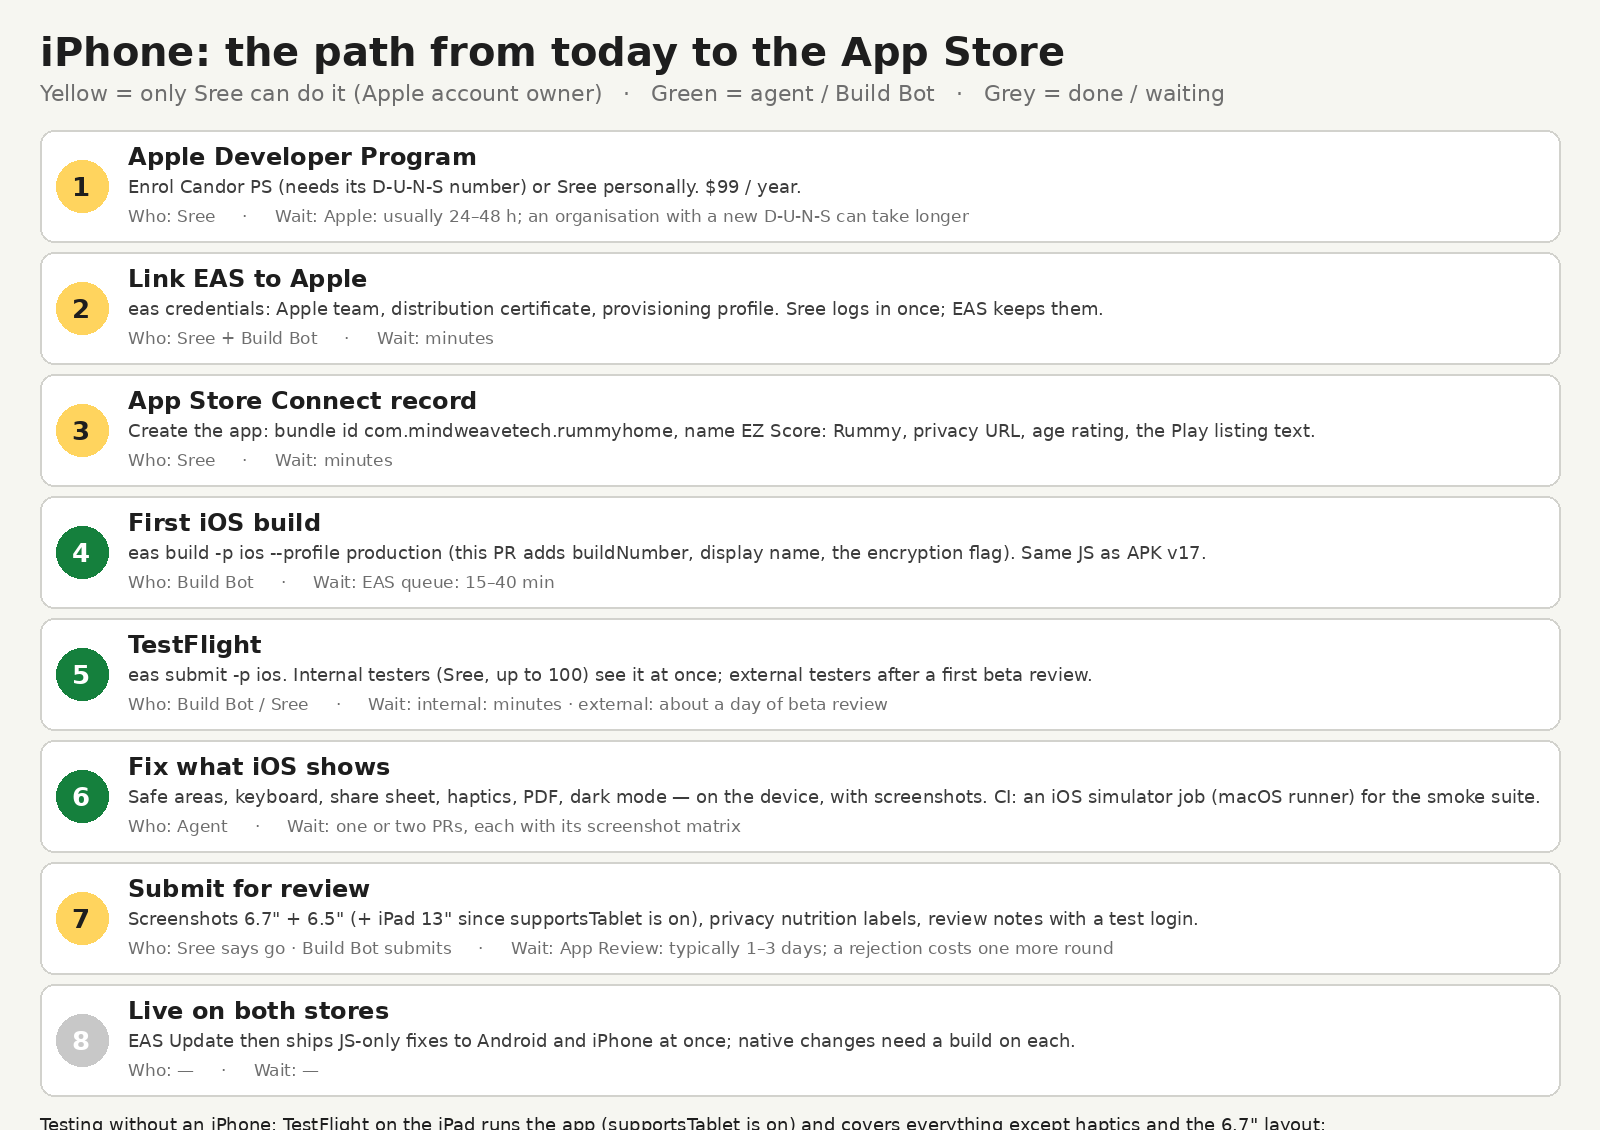 iPhone: the path from today to the App Store
Yellow = only Sree can do it (Apple account owner) · Green = agent / Build Bot · Grey = done / waiting
1
Apple Developer Program
Enrol Candor PS (needs its D-U-N-S number) or Sree personally. $99 / year.
Who: Sree · Wait: Apple: usually 24–48 h; an organisation with a new D-U-N-S can take longer
2
Link EAS to Apple
eas credentials: Apple team, distribution certificate, provisioning profile. Sree logs in once; EAS keeps them.
Who: Sree + Build Bot · Wait: minutes
3
App Store Connect record
Create the app: bundle id com.mindweavetech.rummyhome, name EZ Score: Rummy, privacy URL, age rating, the Play listing text.
Who: Sree · Wait: minutes
4
First iOS build
eas build -p ios --profile production (this PR adds buildNumber, display name, the encryption flag). Same JS as APK v17.
Who: Build Bot · Wait: EAS queue: 15–40 min
5
TestFlight
eas submit -p ios. Internal testers (Sree, up to 100) see it at once; external testers after a first beta review.
Who: Build Bot / Sree · Wait: internal: minutes · external: about a day of beta review
6
Fix what iOS shows
Safe areas, keyboard, share sheet, haptics, PDF, dark mode — on the device, with screenshots. CI: an iOS simulator job (macOS runner) for the smoke suite.
Who: Agent · Wait: one or two PRs, each with its screenshot matrix
7
Submit for review
Screenshots 6.7" + 6.5" (+ iPad 13" since supportsTablet is on), privacy nutrition labels, review notes with a test login.
Who: Sree says go · Build Bot submits · Wait: App Review: typically 1–3 days; a rejection costs one more round
8
Live on both stores
EAS Update then ships JS-only fixes to Android and iPhone at once; native changes need a build on each.
Who: — · Wait: —
Testing without an iPhone: TestFlight on the iPad runs the app (supportsTablet is on) and covers everything except haptics and the 6.7" layout;